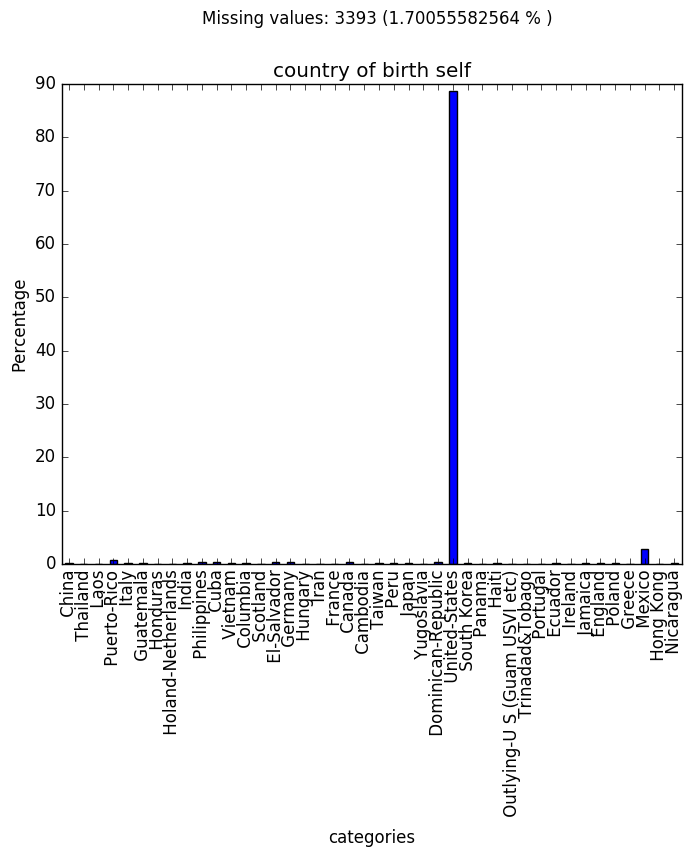 Missing values: 3393 (1.70055582564 % )
country of birth self
90
80
70
60
50
40
30
20
10
0
Percentage
China
Thailand
Laos
Puerto-Rico
Italy
Guatemala
Honduras
Holand-Netherlands
India
Philippines
Cuba
Vietnam
Columbia
Scotland
El-Salvador
Germany
Hungary
Iran
France
Canada
Cambodia
Taiwan
Peru
Japan
Yugoslavia
Dominican-Republic
United-States
South Korea
Panama
Haiti
Outlying-U S (Guam USVI etc)
Trinadad&Tobago
Portugal
Ecuador
Ireland
Jamaica
England
Poland
Greece
Mexico
Hong Kong
Nicaragua
categories